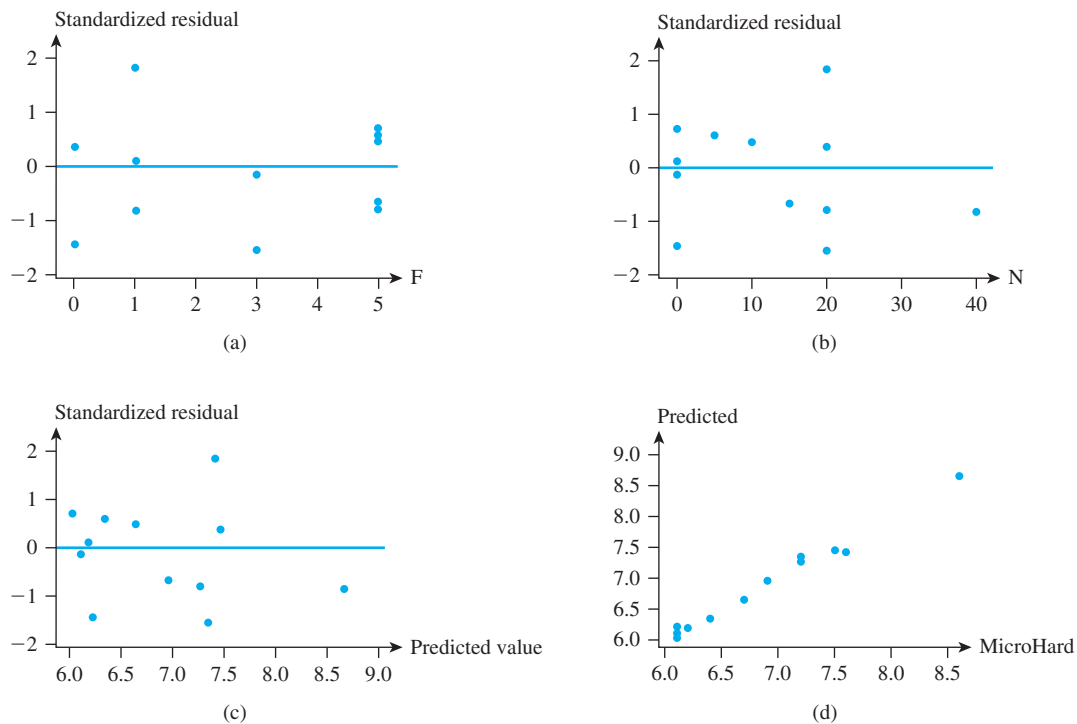 Standardized residual
2
1
0
−1
−2
0 1 2 3 4 5
F
(a)
Standardized residual
2
1
0
−1
−2
0 10 20 30 40
N
(b)
Standardized residual
2
1
0
−1
−2
6.0 6.5 7.0 7.5 8.0 8.5 9.0
Predicted value
(c)
Predicted
9.0
8.5
8.0
7.5
7.0
6.5
6.0
6.0 6.5 7.0 7.5 8.0 8.5
MicroHard
(d)